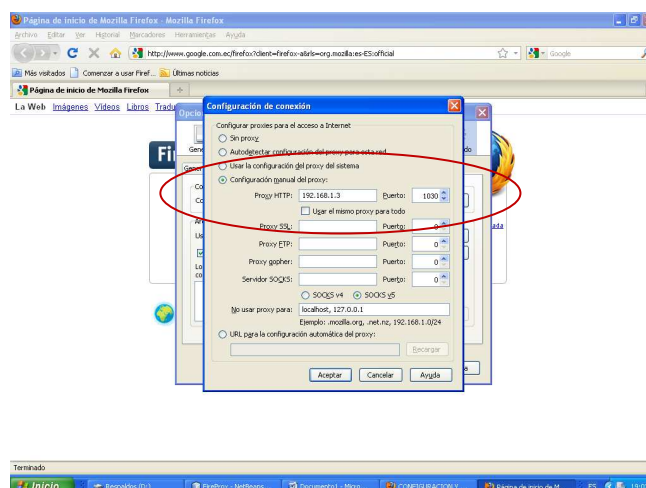 Página de inicio de Mozilla Firefox - Mozilla Firefox
Archivo Editar Ver Historial Marcadores Herramientas Ayuda
http://www.google.com.ec/firefox?client=firefox-a&rls=org.mozilla:es-ES:official
Google
Más visitados Comenzar a usar Firef... Últimas noticias
Página de inicio de Mozilla Firefox
La Web Imágenes Vídeos Libros Tradu
Opcio
Configuración de conexión
Configurar proxies para el acceso a Internet
Sin proxy
Autodetectar configuración del proxy para esta red
Usar la configuración del proxy del sistema
Configuración manual del proxy:
Proxy HTTP: 192.168.1.3 Puerto: 1030
Usar el mismo proxy para todo
Proxy SSL: Puerto: 0
Proxy FTP: Puerto: 0
Proxy gopher: Puerto: 0
Servidor SOCKS: Puerto: 0
SOCKS v4 SOCKS v5
No usar proxy para: localhost, 127.0.0.1
Ejemplo: .mozilla.org, .net.nz, 192.168.1.0/24
URL para la configuración automática del proxy:
Recargar
Aceptar Cancelar Ayuda
Terminado
Inicio Respaldos (D:) FireProxy - NetBeans ... Documento1 - Micro... CONFIGURACION Y ... Página de inicio de M... ES